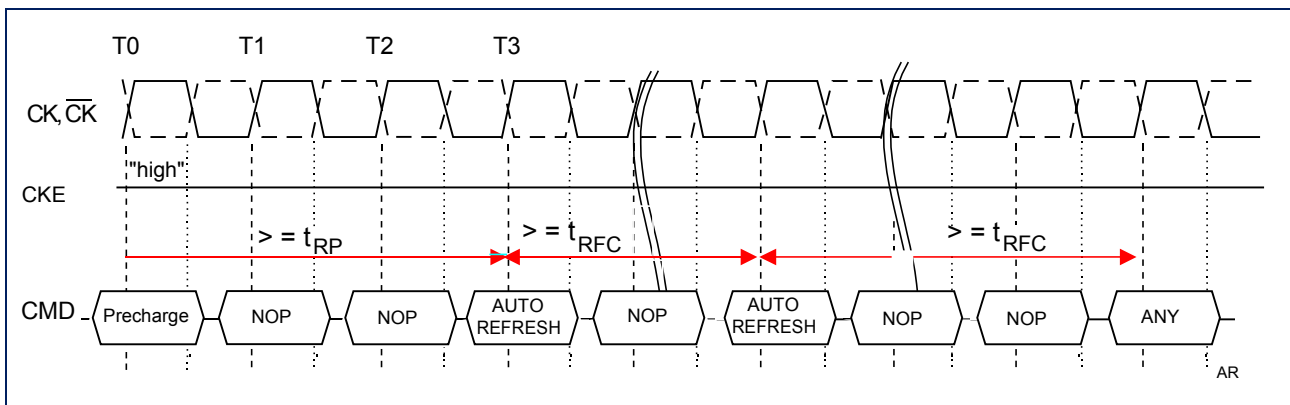 T0 T1 T2 T3
CK, C̅K̅
"high"
CKE
> = tRP > = tRFC > = tRFC
CMD Precharge NOP NOP AUTO REFRESH NOP AUTO REFRESH NOP NOP ANY
AR